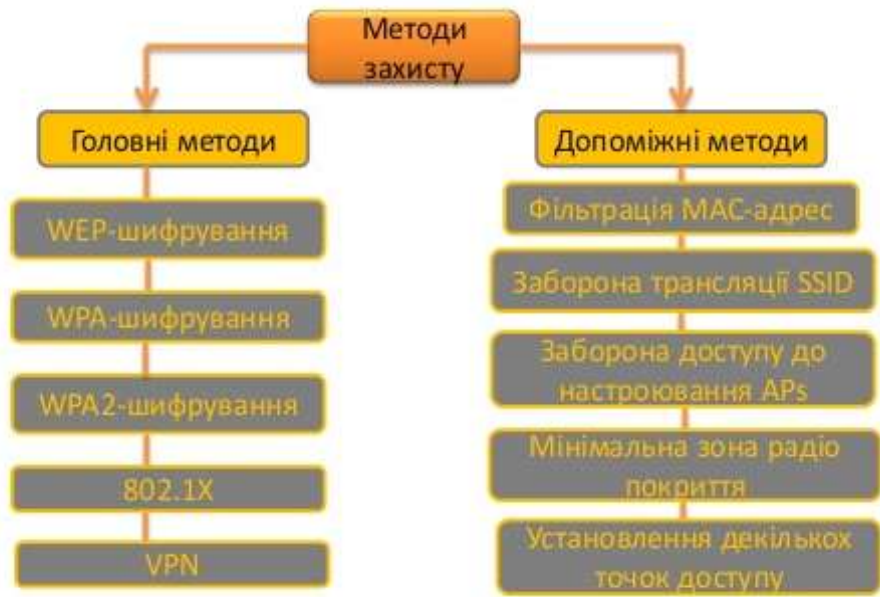 Методи
захисту
Головні методи
WEP-шифрування
WPA-шифрування
WPA2-шифрування
802.1X
VPN
Допоміжні методи
Фільтрація MAC-адрес
Заборона трансляції SSID
Заборона доступу до
настроювання APs
Мінімальна зона радіо
покриття
Установлення декількох
точок доступу